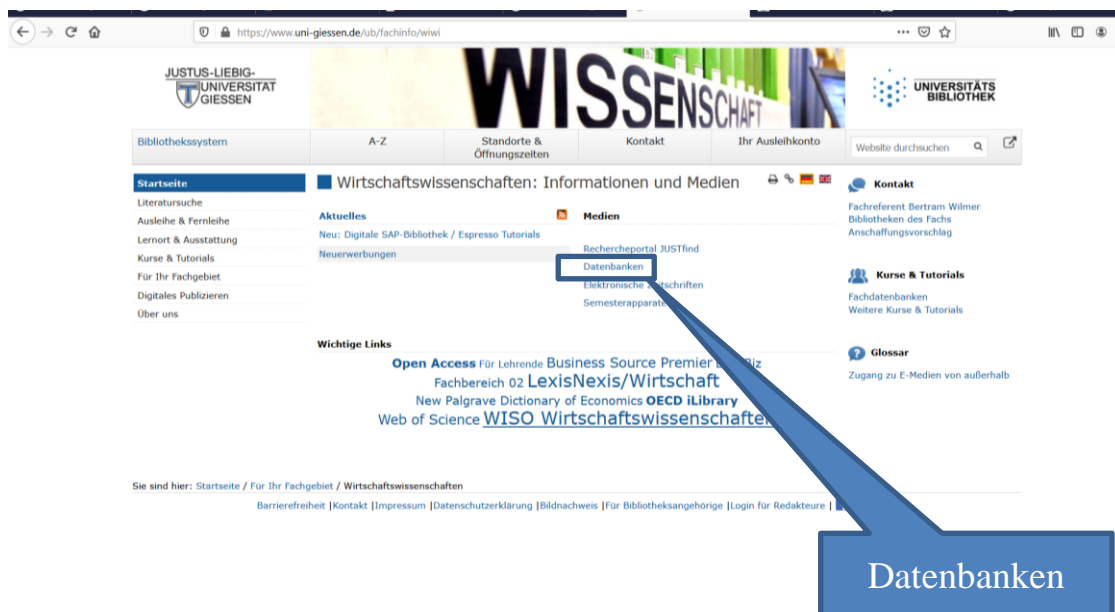 https://www.uni-giessen.de/ub/fachinfo/wiwi
JUSTUS-LIEBIG-
UNIVERSITÄT
GIESSEN
WISSENSCHAFT
UNIVERSITÄTS
BIBLIOTHEK
Bibliothekssystem
A-Z
Standorte &
Öffnungszeiten
Kontakt
Ihr Ausleihkonto
Website durchsuchen
Startseite
Literatursuche
Ausleihe & Fernleihe
Lernort & Ausstattung
Kurse & Tutorials
Für Ihr Fachgebiet
Digitales Publizieren
Über uns
Wirtschaftswissenschaften: Informationen und Medien
Aktuelles
Neu: Digitale SAP-Bibliothek / Espresso Tutorials
Neuerwerbungen
Medien
Rechercheportal JUSTfind
Datenbanken
Elektronische Zeitschriften
Semesterapparate
Wichtige Links
Open Access Für Lehrende Business Source Premier
Fachbereich 02 LexisNexis/Wirtschaft
New Palgrave Dictionary of Economics OECD iLibrary
Web of Science WISO Wirtschaftswissenschaften
Kontakt
Fachreferent Bertram Wilmer
Bibliotheken des Fachs
Anschaffungsvorschlag
Kurse & Tutorials
Fachdatenbanken
Weitere Kurse & Tutorials
Glossar
Zugang zu E-Medien von außerhalb
Sie sind hier: Startseite / Für Ihr Fachgebiet / Wirtschaftswissenschaften
Barrierefreiheit |Kontakt |Impressum |Datenschutzerklärung |Bildnachweis |Für Bibliotheksangehörige |Login für Redakteure |
Datenbanken